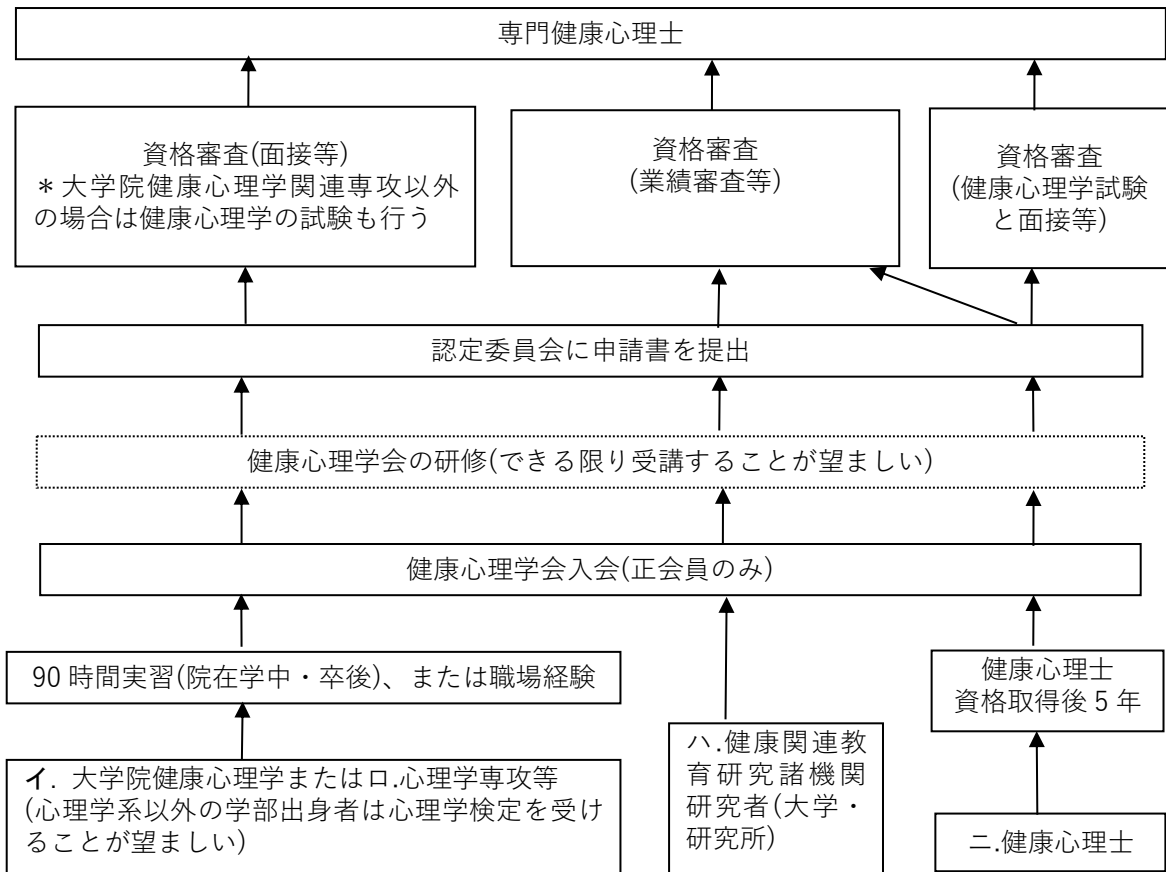 専門健康心理士
資格審査(面接等)
＊大学院健康心理学関連専攻以外
の場合は健康心理学の試験も行う
資格審査
(業績審査等)
資格審査
(健康心理学試験
と面接等)
認定委員会に申請書を提出
健康心理学会の研修(できる限り受講することが望ましい)
健康心理学会入会(正会員のみ)
90時間実習(院在学中・卒後)、または職場経験
健康心理士
資格取得後5年
イ. 大学院健康心理学またはロ.心理学専攻等
(心理学系以外の学部出身者は心理学検定を受け
ることが望ましい)
ハ.健康関連教
育研究諸機関
研究者(大学・
研究所)
ニ.健康心理士